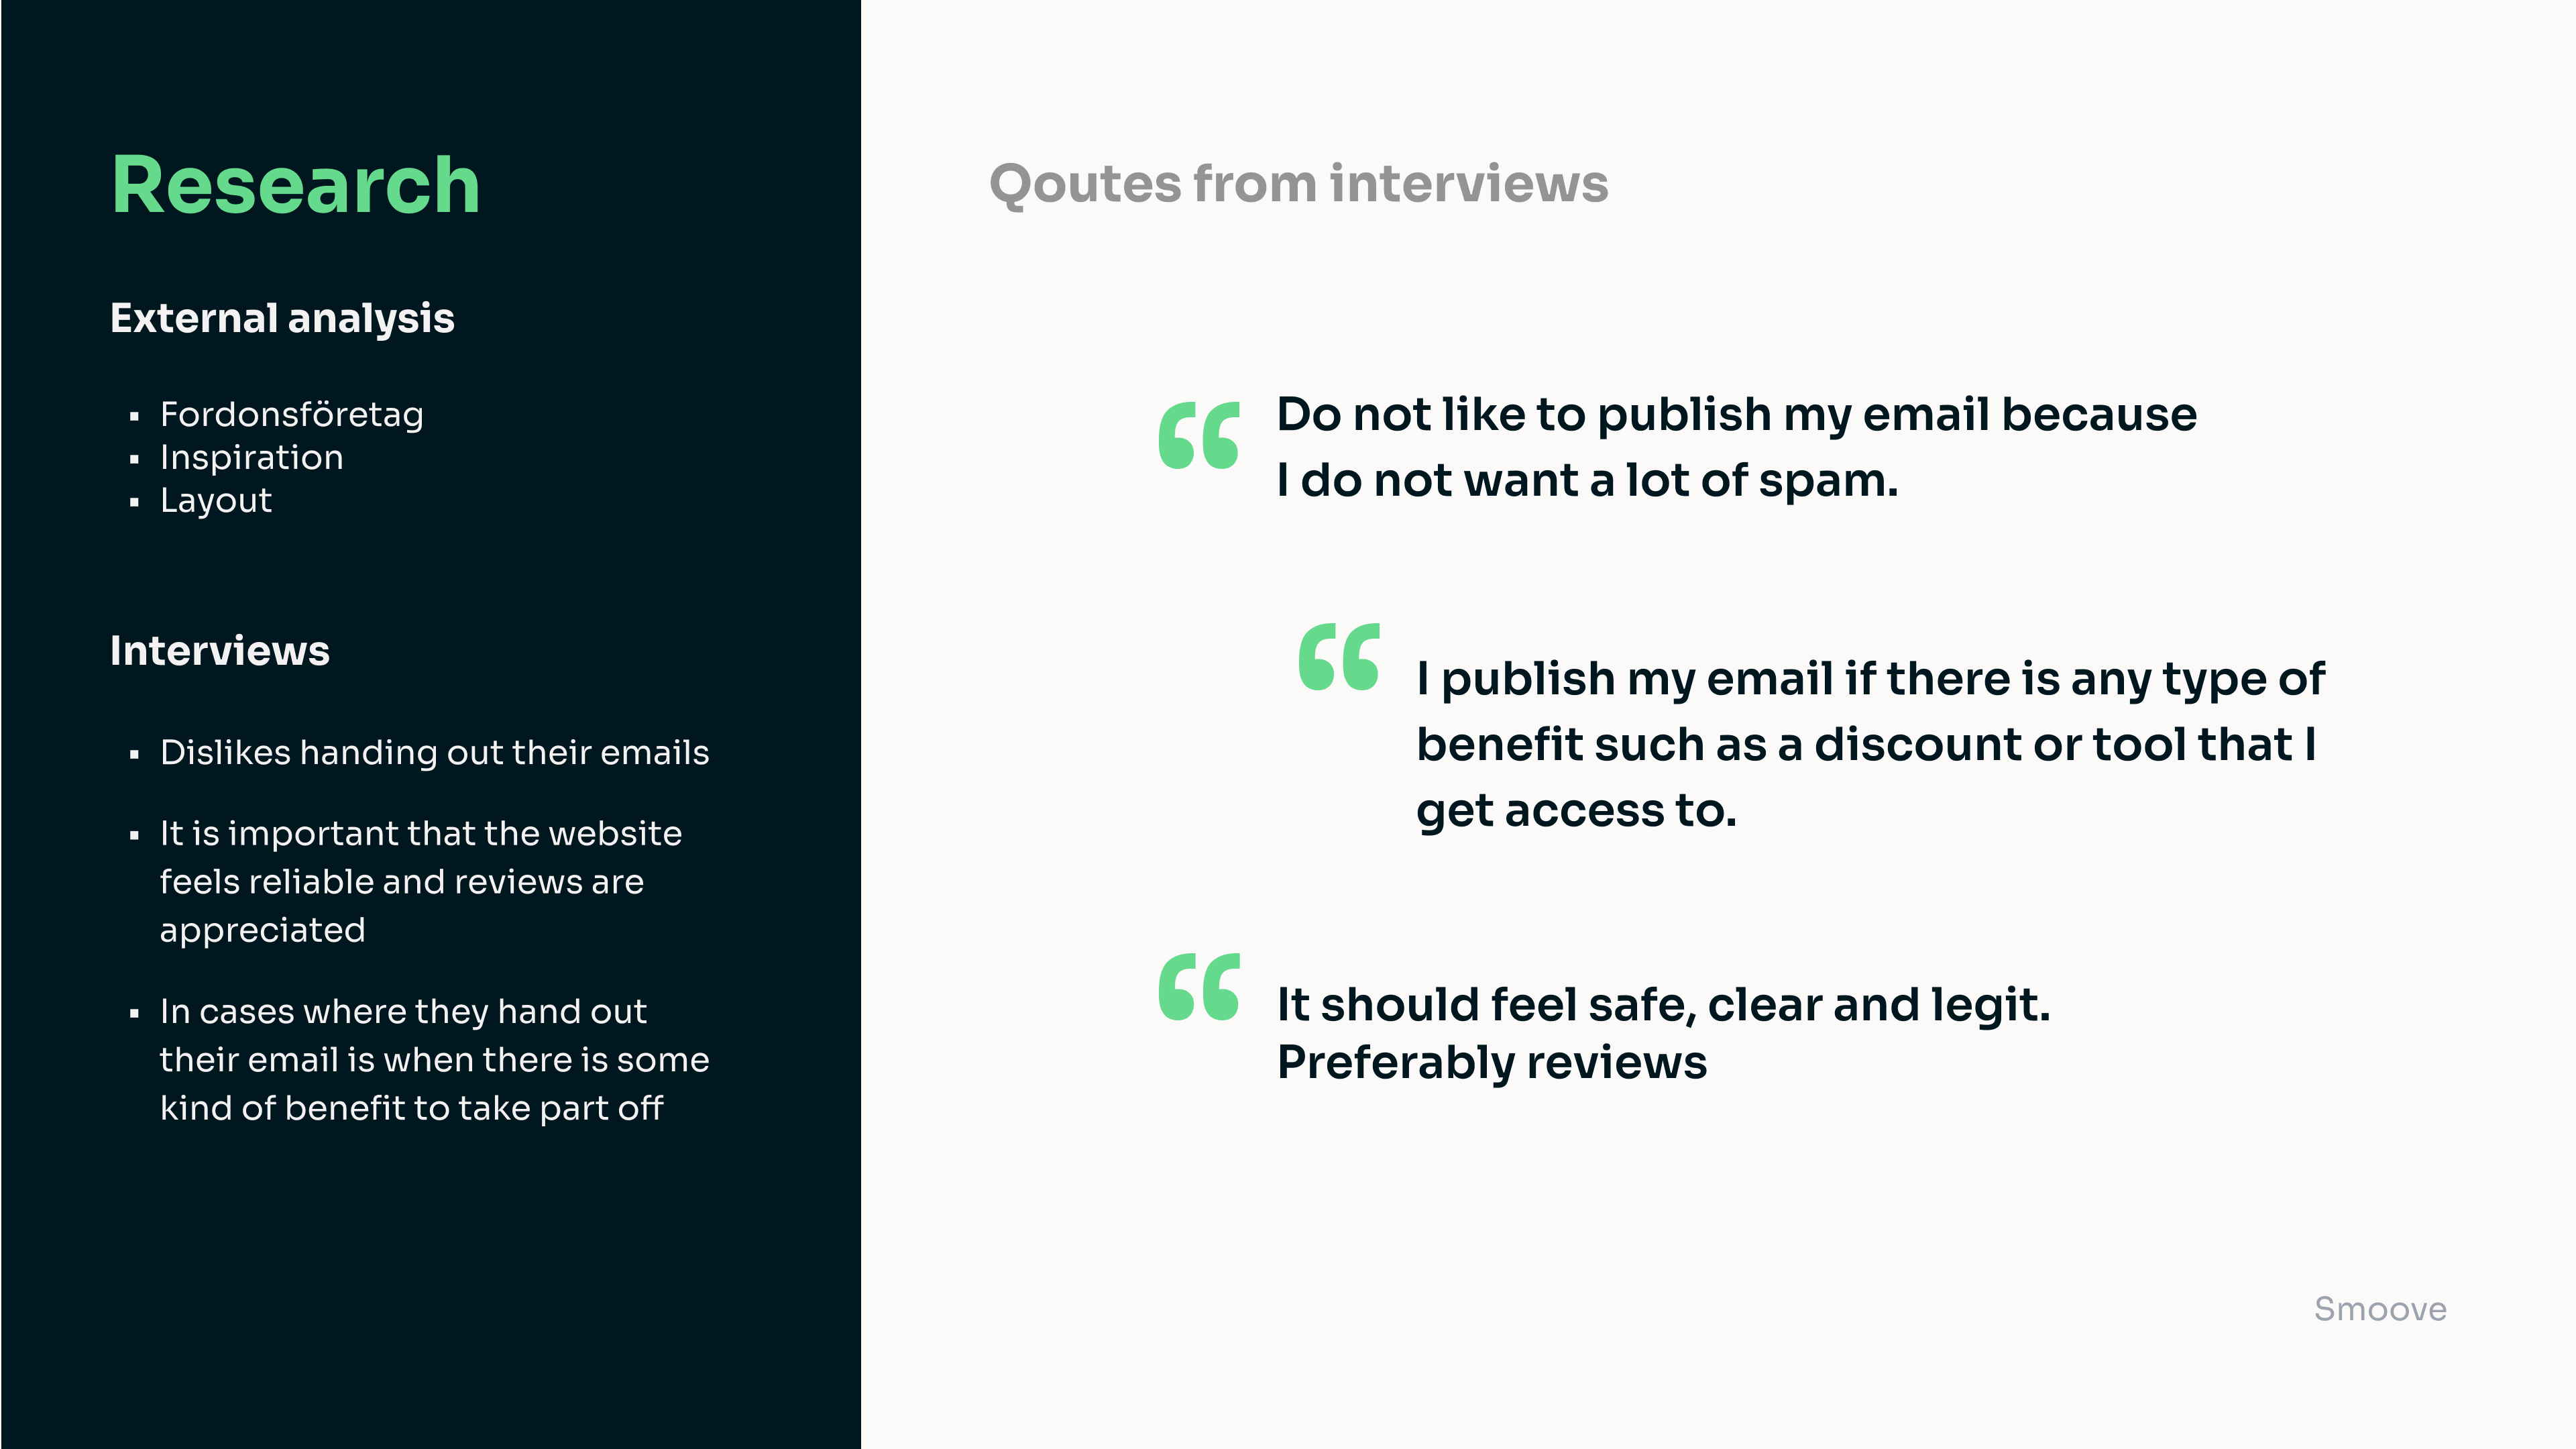 Research
External analysis
▪ Fordonsföretag
▪ Inspiration
▪ Layout
Interviews
▪ Dislikes handing out their emails
▪ It is important that the website
feels reliable and reviews are
appreciated
▪ In cases where they hand out
their email is when there is some
kind of benefit to take part off
Qoutes from interviews
“ Do not like to publish my email because
I do not want a lot of spam.
“ I publish my email if there is any type of
benefit such as a discount or tool that I
get access to.
“ It should feel safe, clear and legit.
Preferably reviews
Smoove